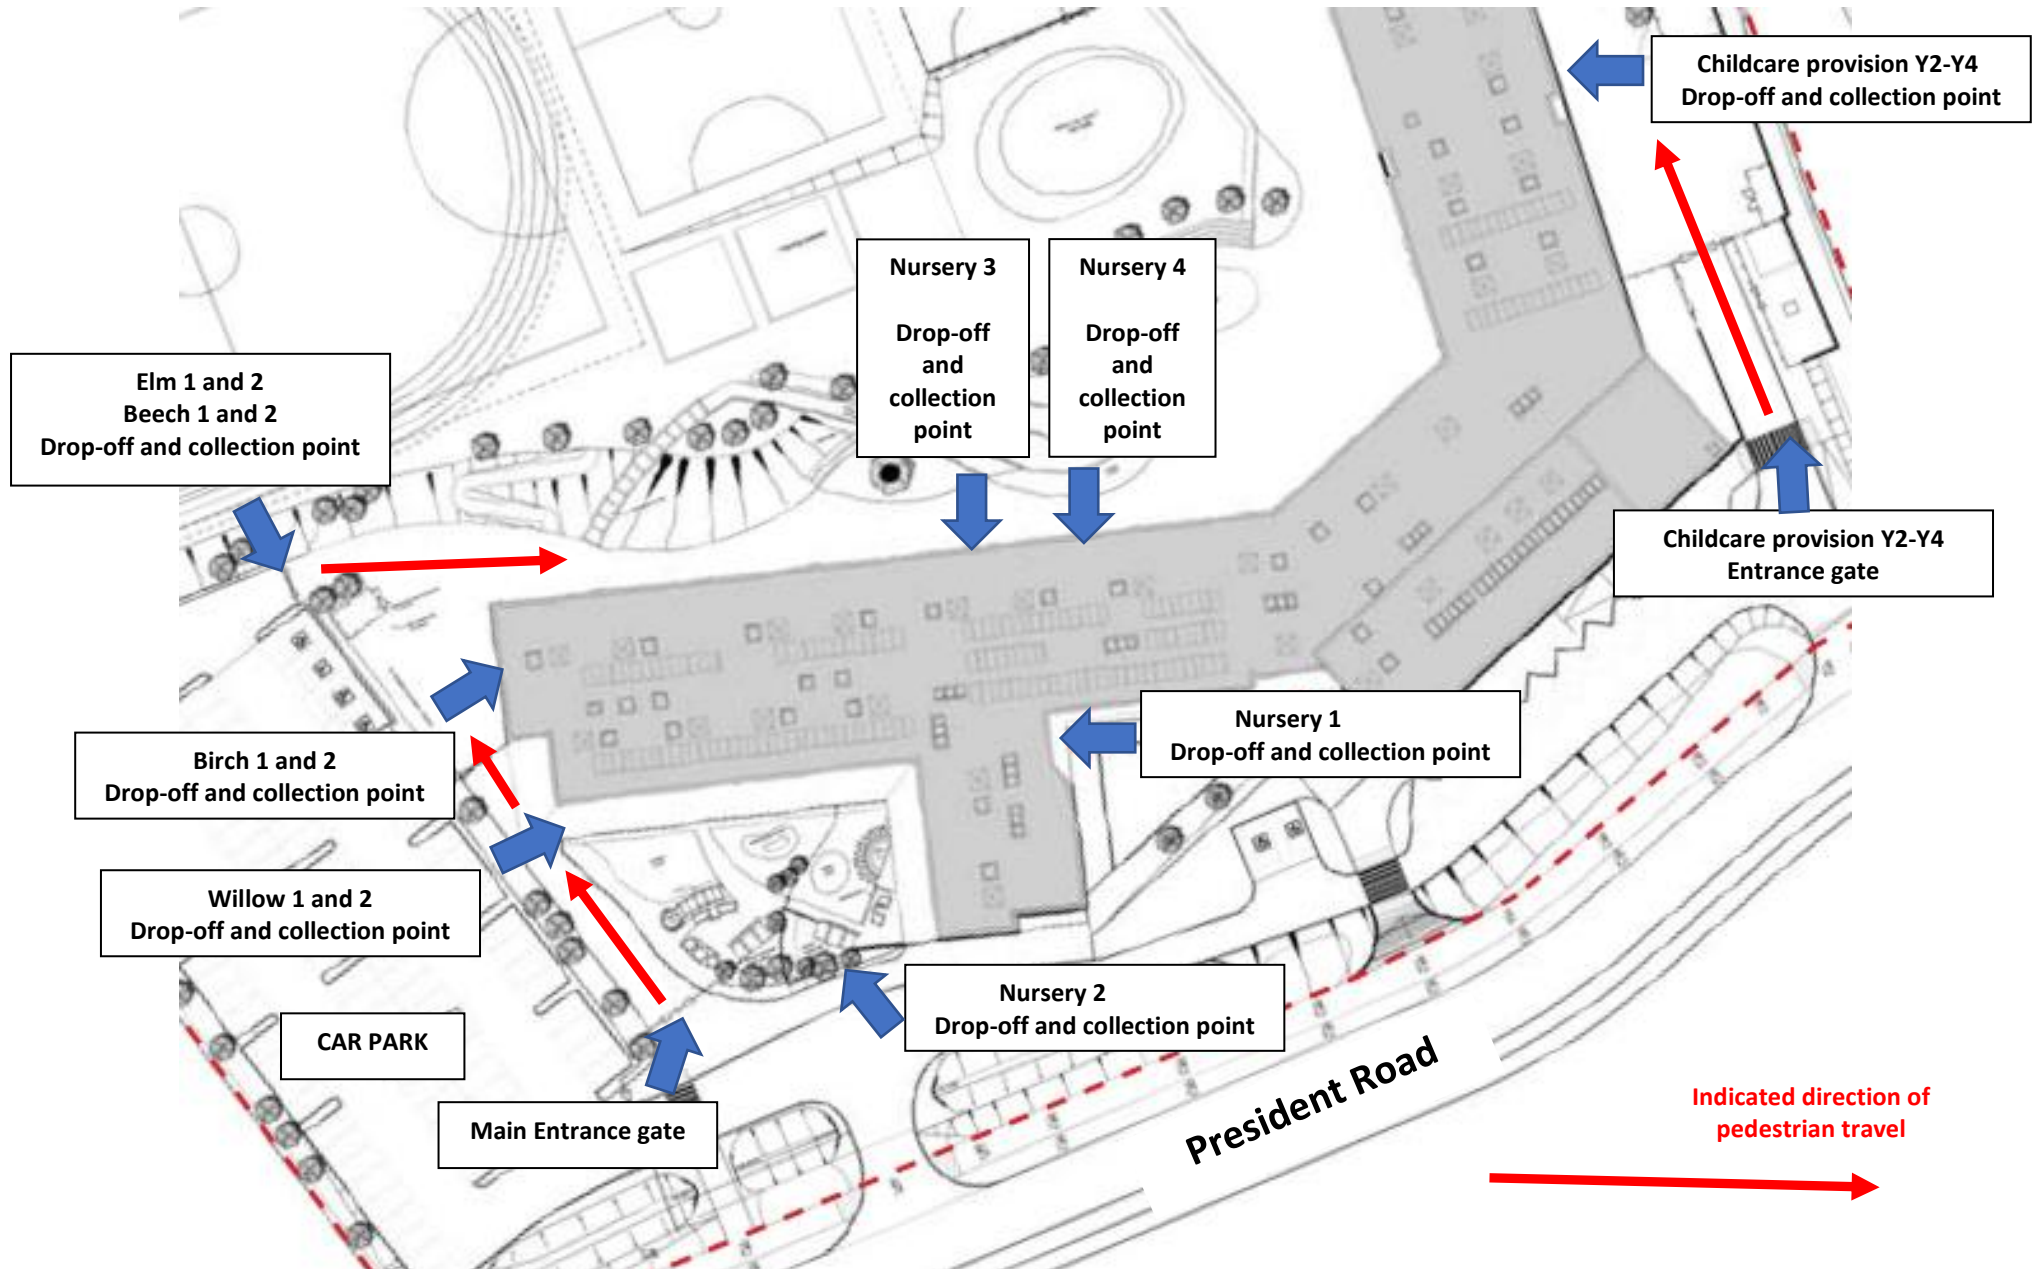 Childcare provision Y2-Y4
Drop-off and collection point
Nursery 3
Drop-off
and
collection
point
Nursery 4
Drop-off
and
collection
point
Elm 1 and 2
Beech 1 and 2
Drop-off and collection point
Childcare provision Y2-Y4
Entrance gate
Nursery 1
Drop-off and collection point
Birch 1 and 2
Drop-off and collection point
Willow 1 and 2
Drop-off and collection point
Nursery 2
Drop-off and collection point
CAR PARK
Main Entrance gate
President Road
Indicated direction of
pedestrian travel